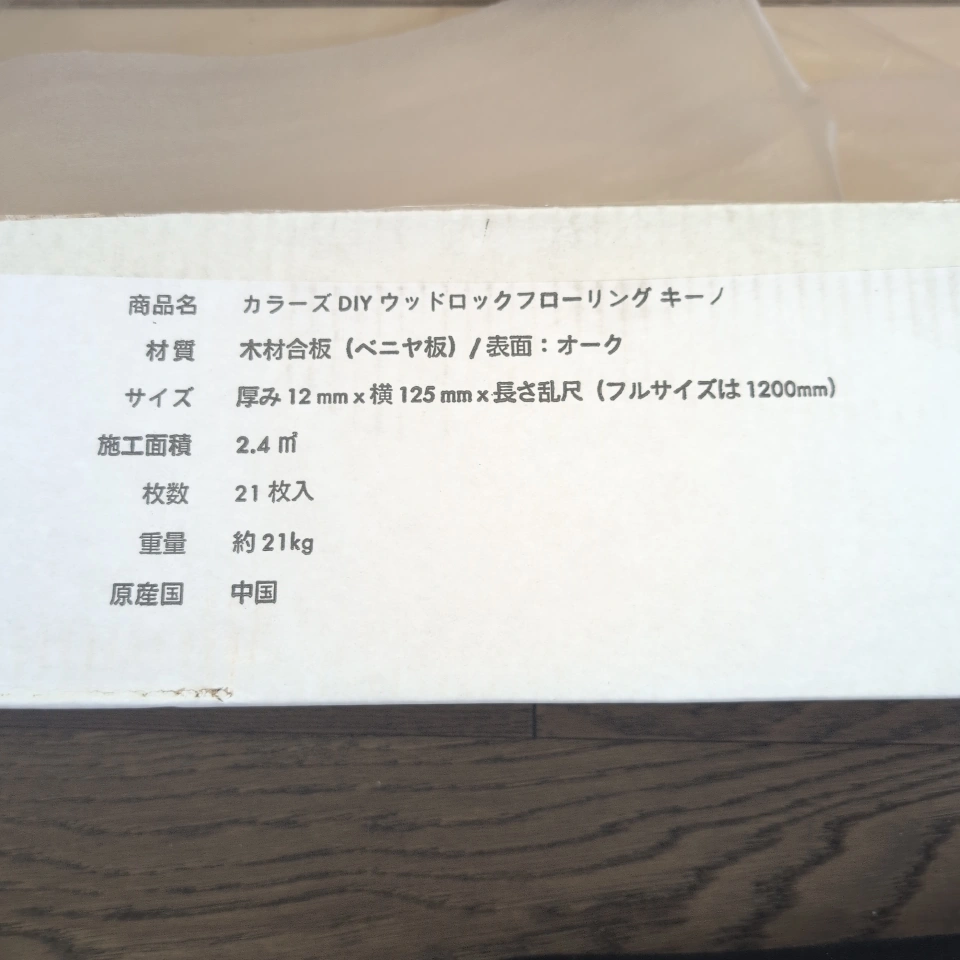 商品名 カラーズ DIY ウッドロックフローリング キーノ
材質 木材合板（ベニヤ板）/ 表面：オーク
サイズ 厚み 12 mm x 横 125 mm x 長さ乱尺（フルサイズは 1200mm）
施工面積 2.4 ㎡
枚数 21 枚入
重量 約 21kg
原産国 中国